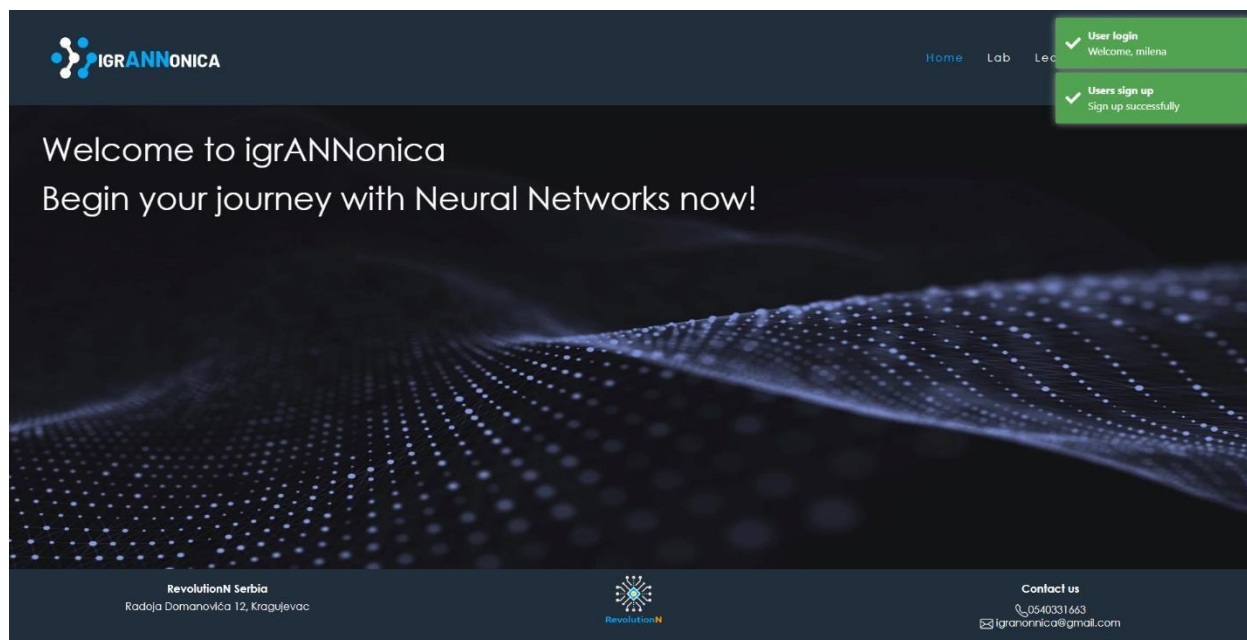 IGRANNONICA
Home Lab
User login
Welcome, milena
Users sign up
Sign up successfully
Welcome to igrANNonica
Begin your journey with Neural Networks now!
RevolutionN Serbia
Radoja Domanovića 12, Kragujevac
RevolutionN
Contact us
0540331663
igranonnica@gmail.com